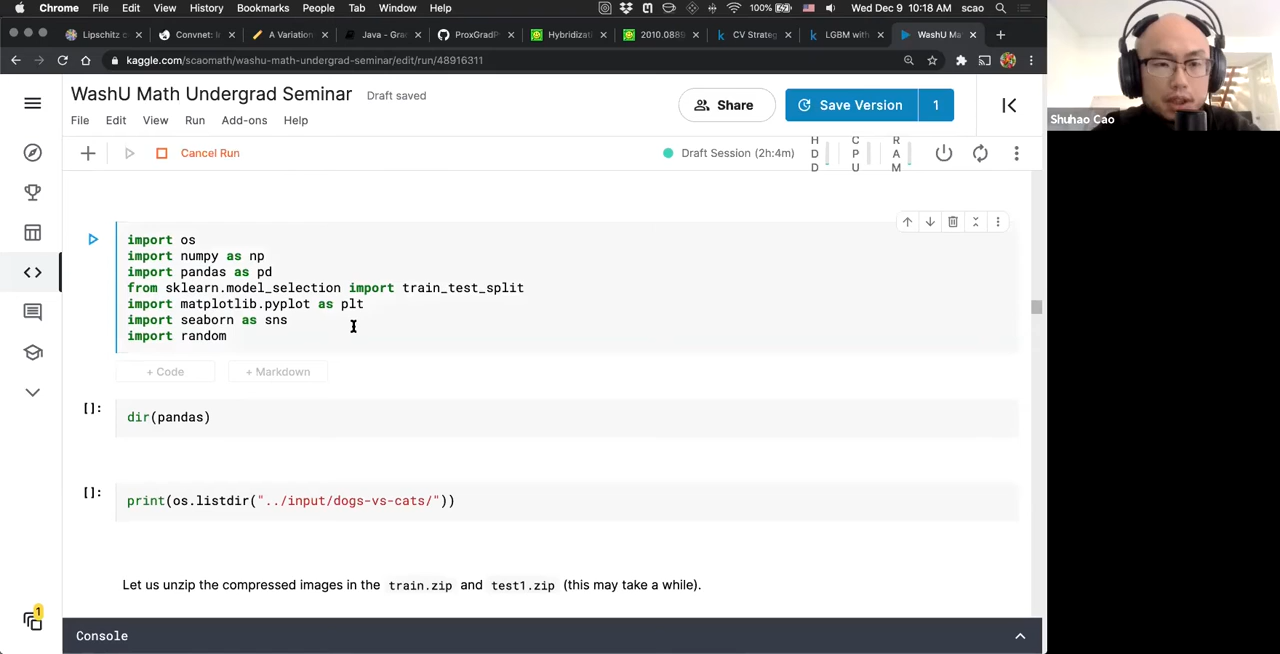 Chrome File Edit View History Bookmarks People Tab Window Help 100% Wed Dec 9 10:18 AM scao
Lipschitz c Convnet: I A Variation Java - Gra ProxGradP Hybridizati 2010.0889 CV Strateg LGBM with WashU Ma
kaggle.com/scaomath/washu-math-undergrad-seminar/edit/run/48916311
WashU Math Undergrad Seminar Draft saved
Share
Save Version 1
File Edit View Run Add-ons Help
Cancel Run
Draft Session (2h:4m)
HDD
CPU
RAM
import os
import numpy as np
import pandas as pd
from sklearn.model_selection import train_test_split
import matplotlib.pyplot as plt
import seaborn as sns
import random
+ Code + Markdown
[]: dir(pandas)
[]: print(os.listdir("../input/dogs-vs-cats/"))
Let us unzip the compressed images in the train.zip and test1.zip (this may take a while).
1
Console
Shuhao Cao